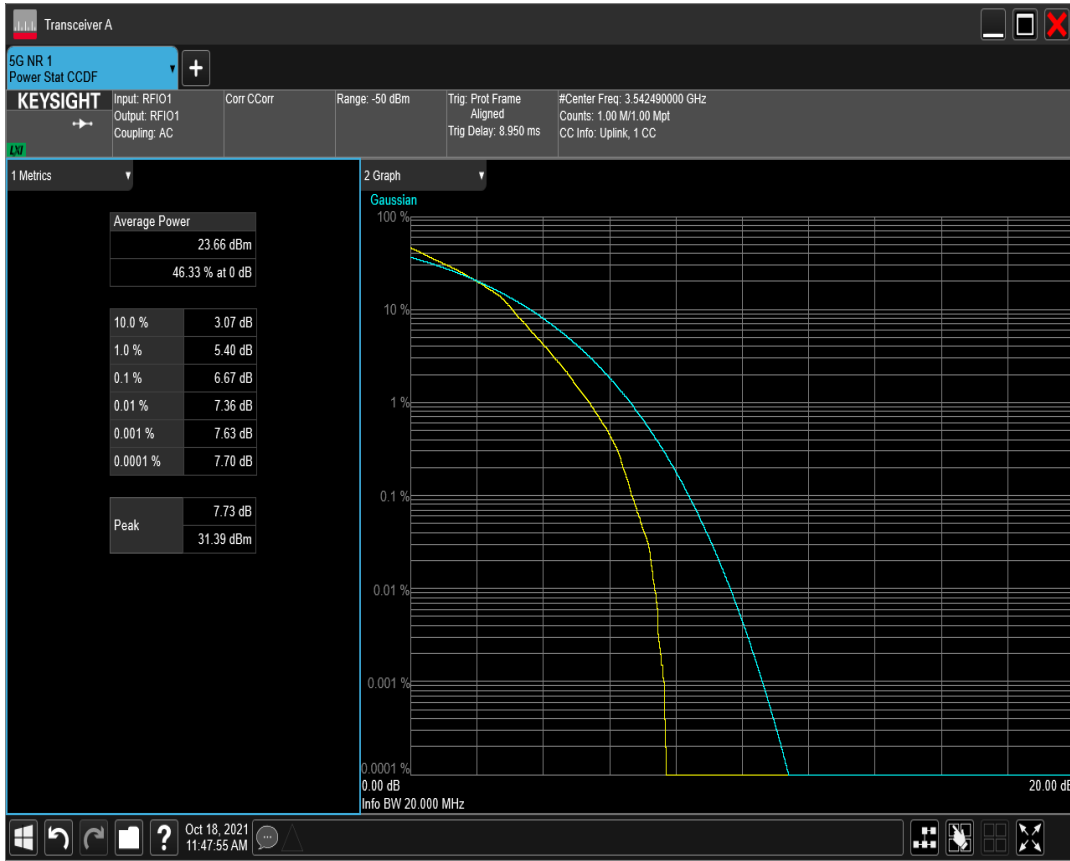 Transceiver A
5G NR 1
Power Stat CCDF
+
KEYSIGHT
LXI
Input: RFIO1
Output: RFIO1
Coupling: AC
Corr CCorr
Range: -50 dBm
Trig: Prot Frame
Aligned
Trig Delay: 8.950 ms
#Center Freq: 3.542490000 GHz
Counts: 1.00 M/1.00 Mpt
CC Info: Uplink, 1 CC
1 Metrics
Average Power
23.66 dBm
46.33 % at 0 dB
10.0 % 3.07 dB
1.0 % 5.40 dB
0.1 % 6.67 dB
0.01 % 7.36 dB
0.001 % 7.63 dB
0.0001 % 7.70 dB
Peak 7.73 dB
31.39 dBm
2 Graph
Gaussian
100 %
10 %
1 %
0.1 %
0.01 %
0.001 %
0.0001 %
0.00 dB 20.00 dB
Info BW 20.000 MHz
? Oct 18, 2021
11:47:55 AM